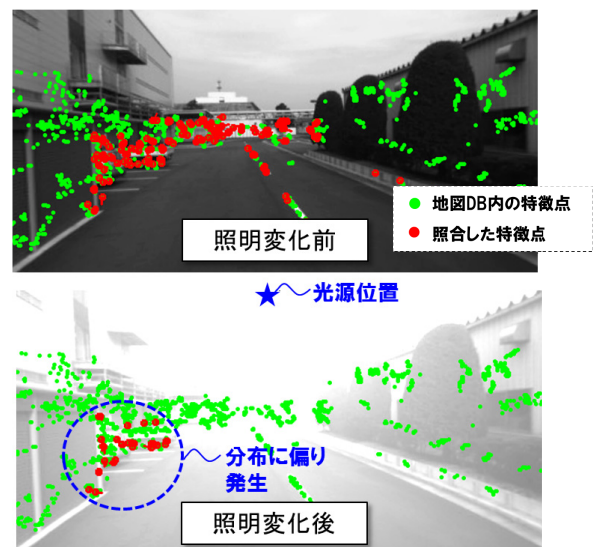 地図DB内の特徴点
照合した特徴点
照明変化前
光源位置
分布に偏り
発生
照明変化後